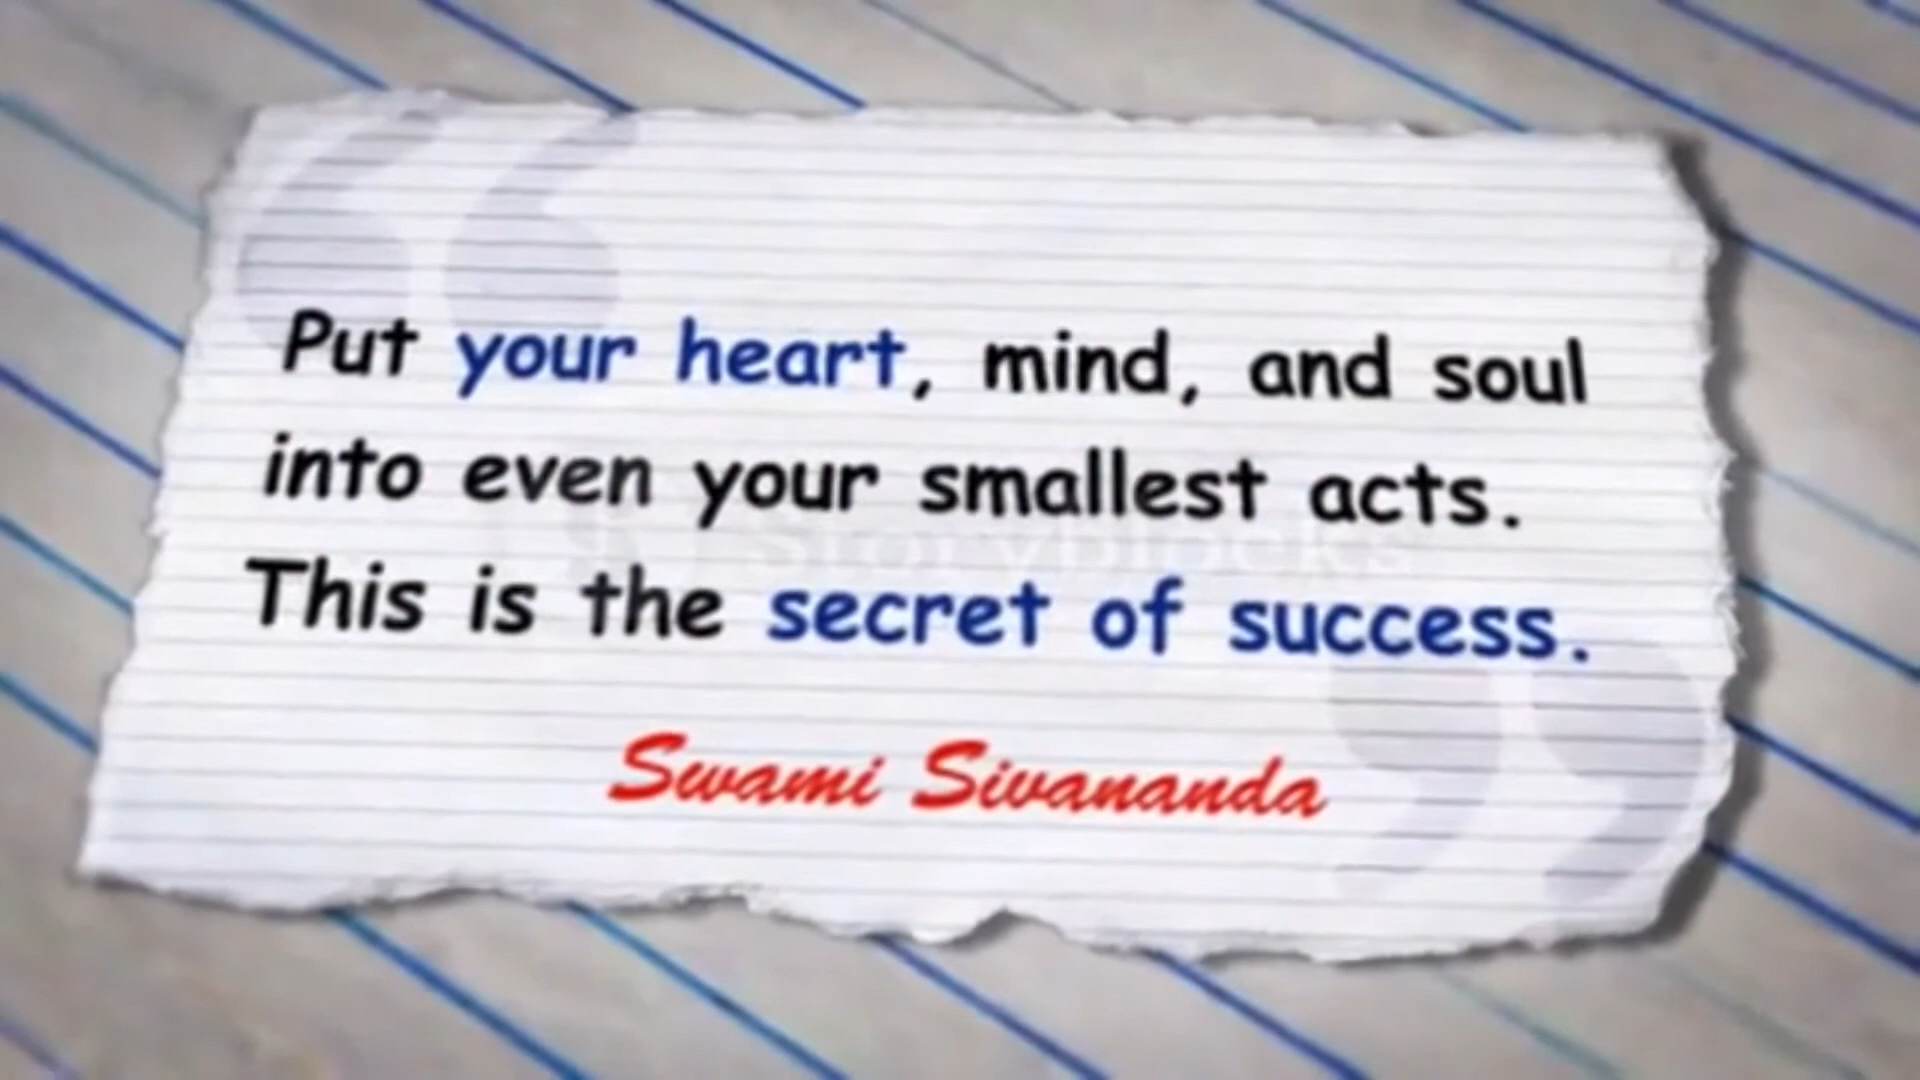 Put your heart, mind, and soul
into even your smallest acts.
This is the secret of success.
Storyblocks
Swami Sivananda